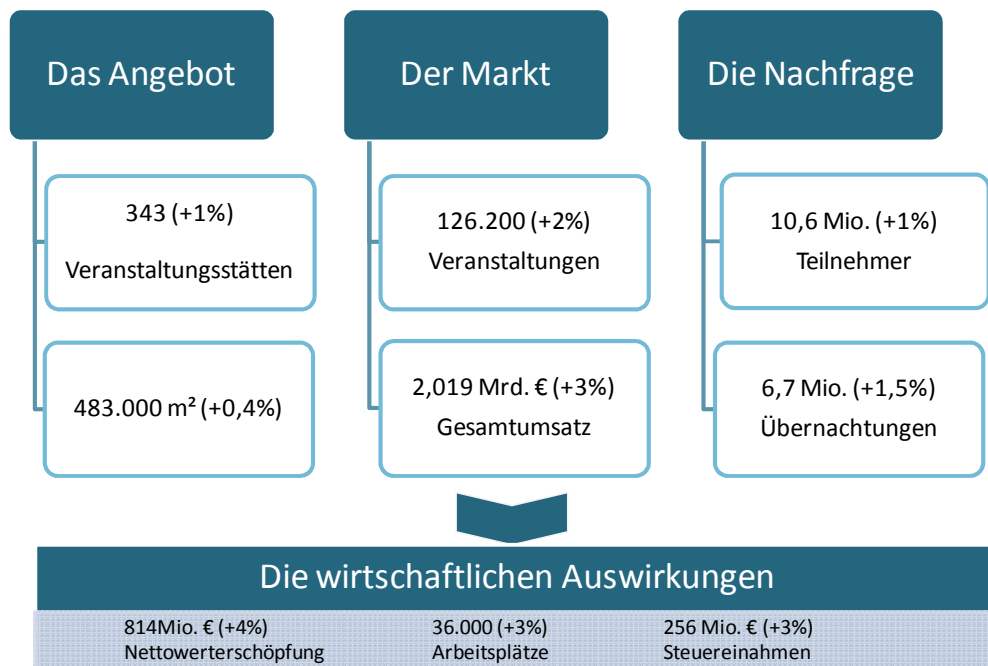 Das Angebot
343 (+1%)
Veranstaltungsstätten
483.000 m² (+0,4%)
Der Markt
126.200 (+2%)
Veranstaltungen
2,019 Mrd. € (+3%)
Gesamtumsatz
Die Nachfrage
10,6 Mio. (+1%)
Teilnehmer
6,7 Mio. (+1,5%)
Übernachtungen
Die wirtschaftlichen Auswirkungen
814Mio. € (+4%)
Nettowerterschöpfung
36.000 (+3%)
Arbeitsplätze
256 Mio. € (+3%)
Steuereinahmen